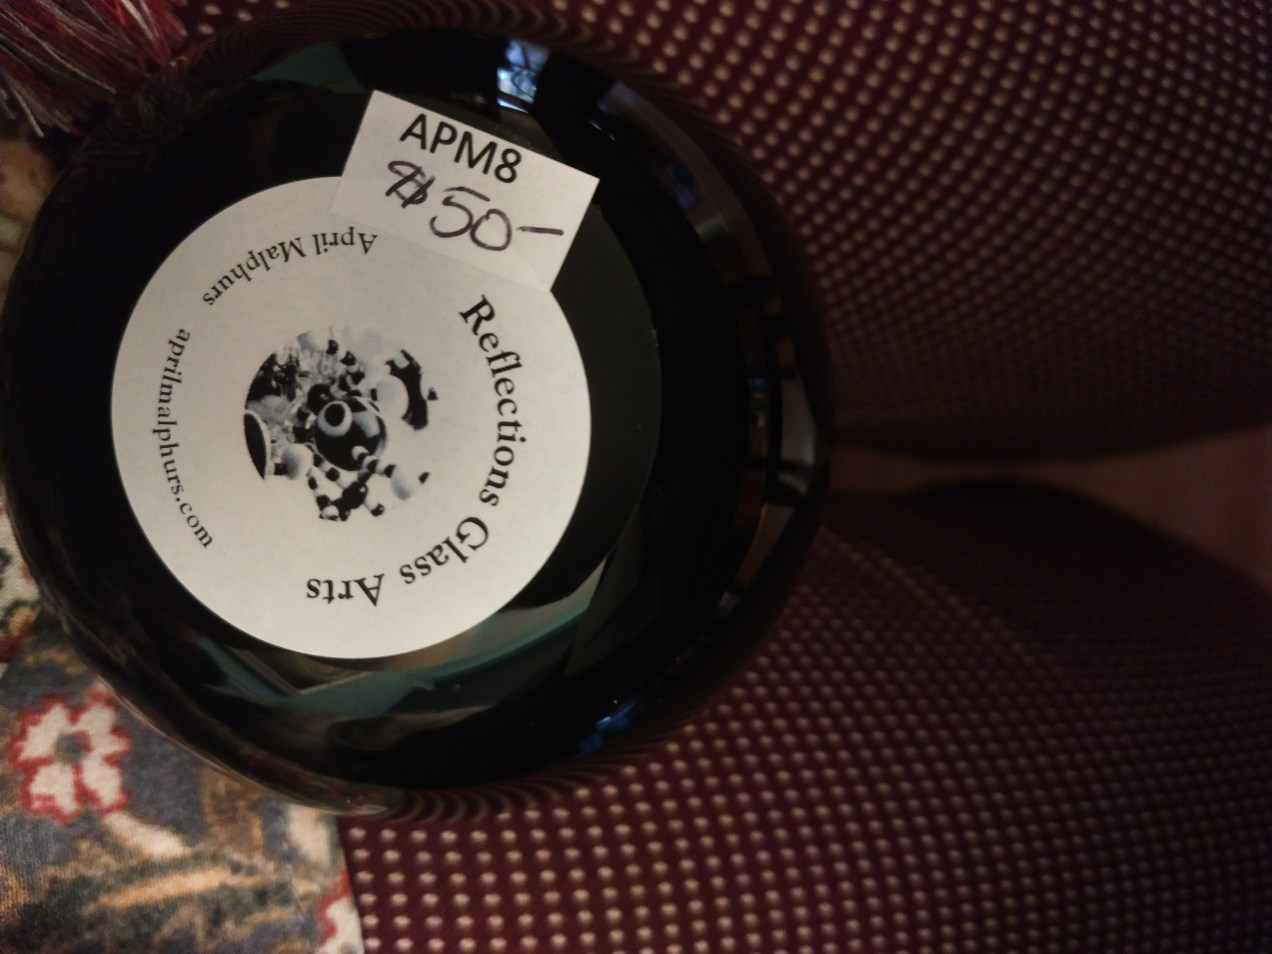 APM8
$50-
Reflections Glass Arts
April Malphurs
aprilmalphurs.com